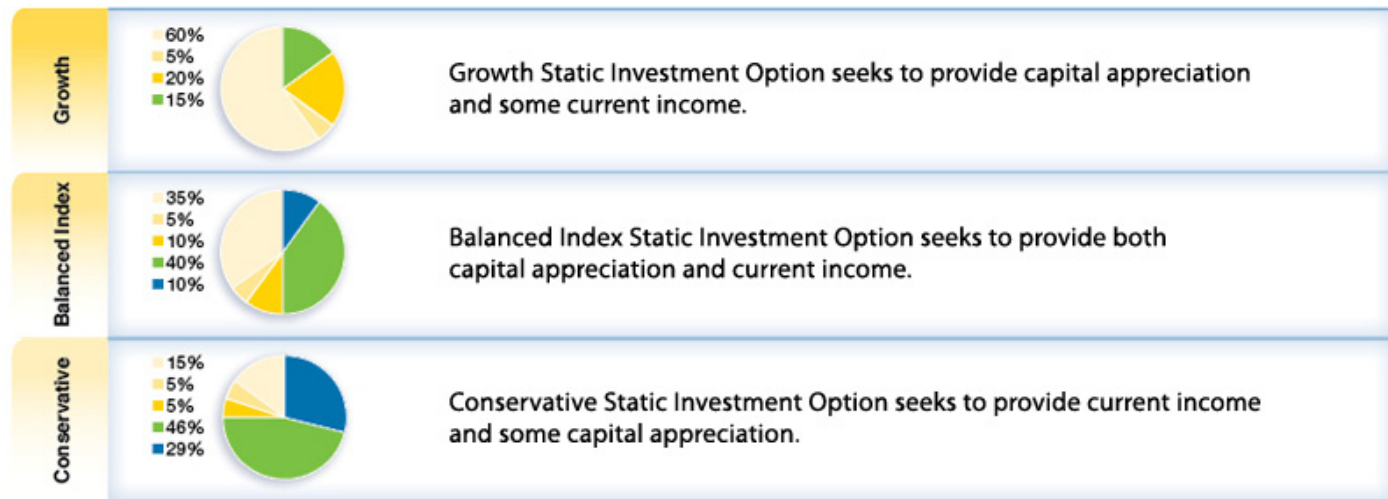 Growth
60%
5%
20%
15%
Growth Static Investment Option seeks to provide capital appreciation
and some current income.
Balanced Index
35%
5%
10%
40%
10%
Balanced Index Static Investment Option seeks to provide both
capital appreciation and current income.
Conservative
15%
5%
5%
46%
29%
Conservative Static Investment Option seeks to provide current income
and some capital appreciation.